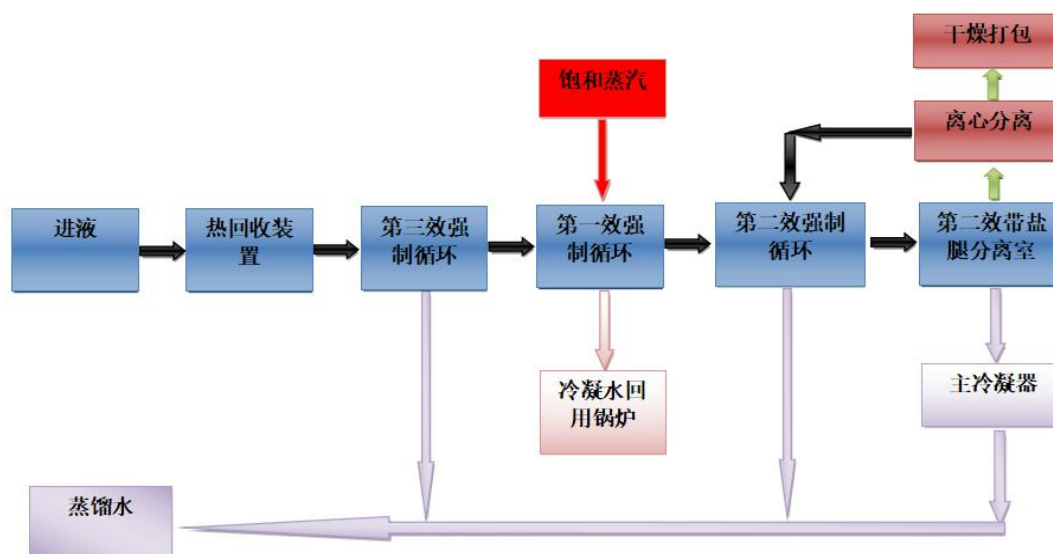 干燥打包
饱和蒸汽
离心分离
进液
热回收装
置
第三效强
制循环
第一效强
制循环
第二效强制
循环
第二效带盐
腿分离室
冷凝水回
用锅炉
主冷凝器
蒸馏水